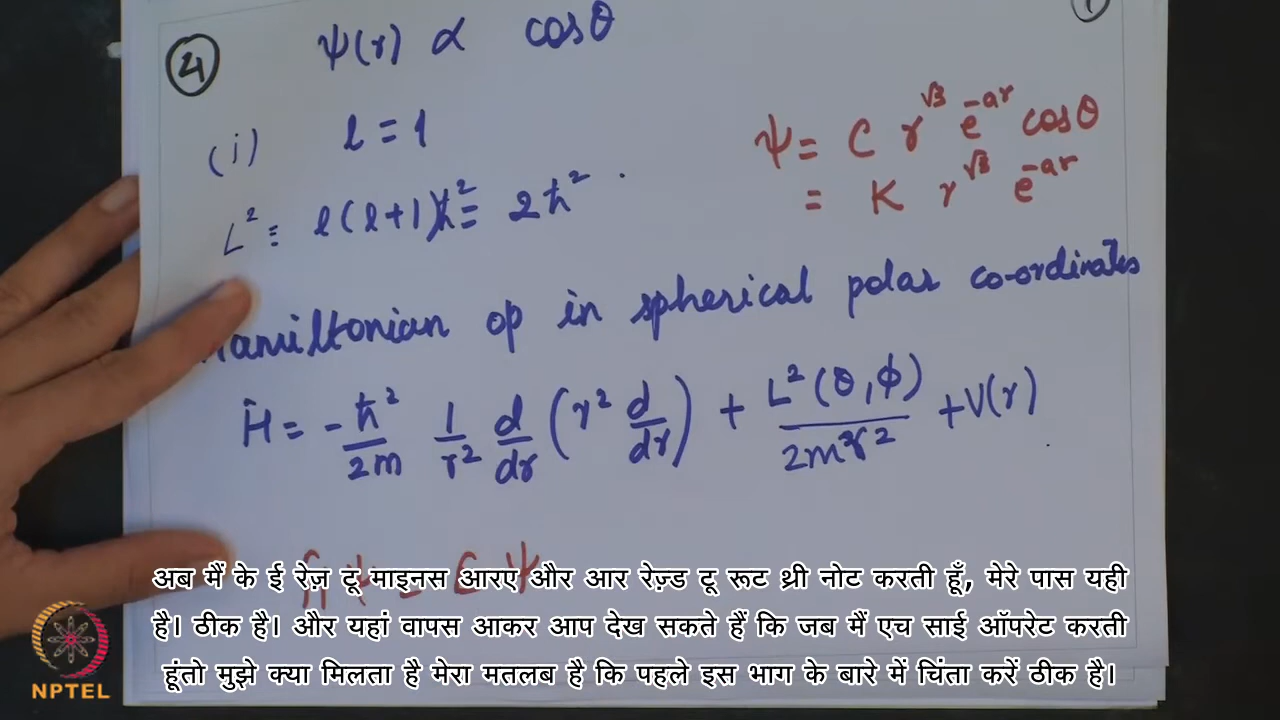 4
ψ(r) ∝ cosθ
(i) l = 1
ψ = C r^√3 e^-ar cosθ
= K r^√3 e^-ar
L² = l(l+1)ħ² = 2ħ².
Hamiltonian op in spherical polar co-ordinates
Ĥ = -ħ²/2m 1/r² d/dr (r² d/dr) + L²(θ,φ)/2mr² + V(r)
Ĥψ = Eψ
अब मैं के ई रेज़ टू माइनस आरए और आर रेज़्ड टू रूट थ्री नोट करती हूँ, मेरे पास यही
है। ठीक है। और यहां वापस आकर आप देख सकते हैं कि जब मैं एच साई ऑपरेट करती
हूंतो मुझे क्या मिलता है मेरा मतलब है कि पहले इस भाग के बारे में चिंता करें ठीक है।
NPTEL